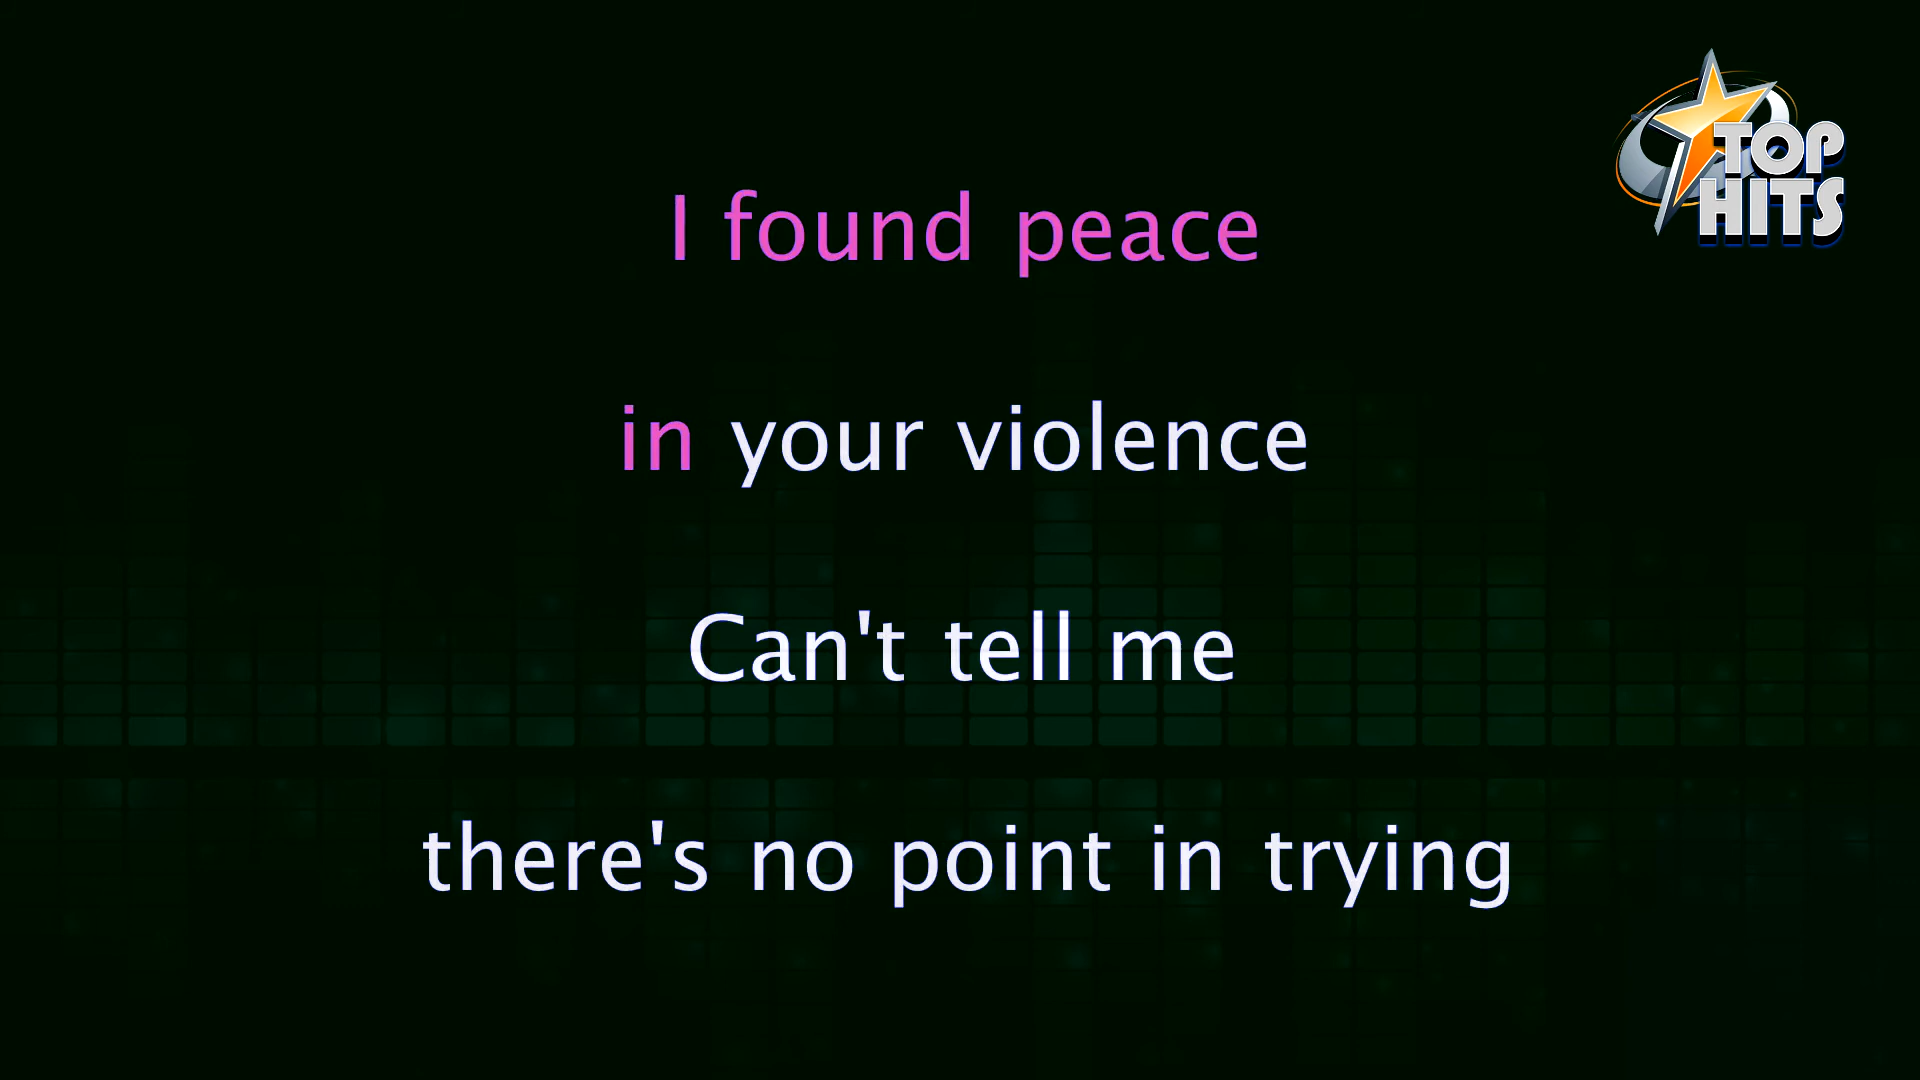 TOP
HITS
I found peace
in your violence
Can't tell me
there's no point in trying